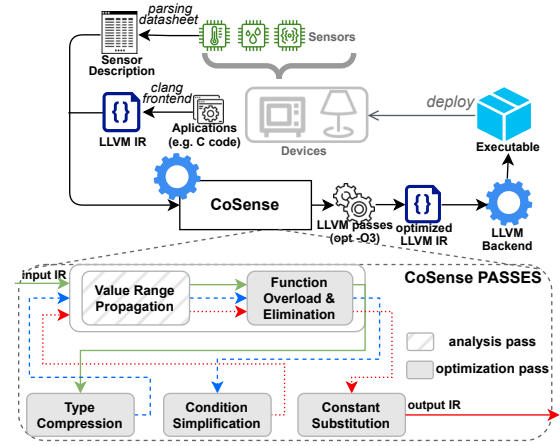 parsing
datasheet
Sensors
Sensor
Description
clang
frontend
{ }
LLVM IR
Aplications
(e.g. C code)
Devices
deploy
Executable
CoSense
LLVM passes
(opt -O3)
{ }
optimized
LLVM IR
LLVM
Backend
input IR
CoSense PASSES
Value Range
Propagation
Function
Overload &
Elimination
analysis pass
optimization pass
Type
Compression
Condition
Simplification
Constant
Substitution
output IR